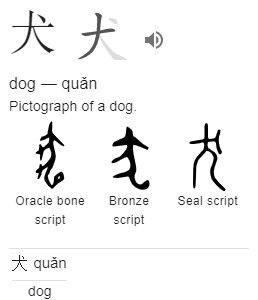 犬 犬
dog — quǎn
Pictograph of a dog.
Oracle bone script
Bronze script
Seal script
犬 quǎn
dog